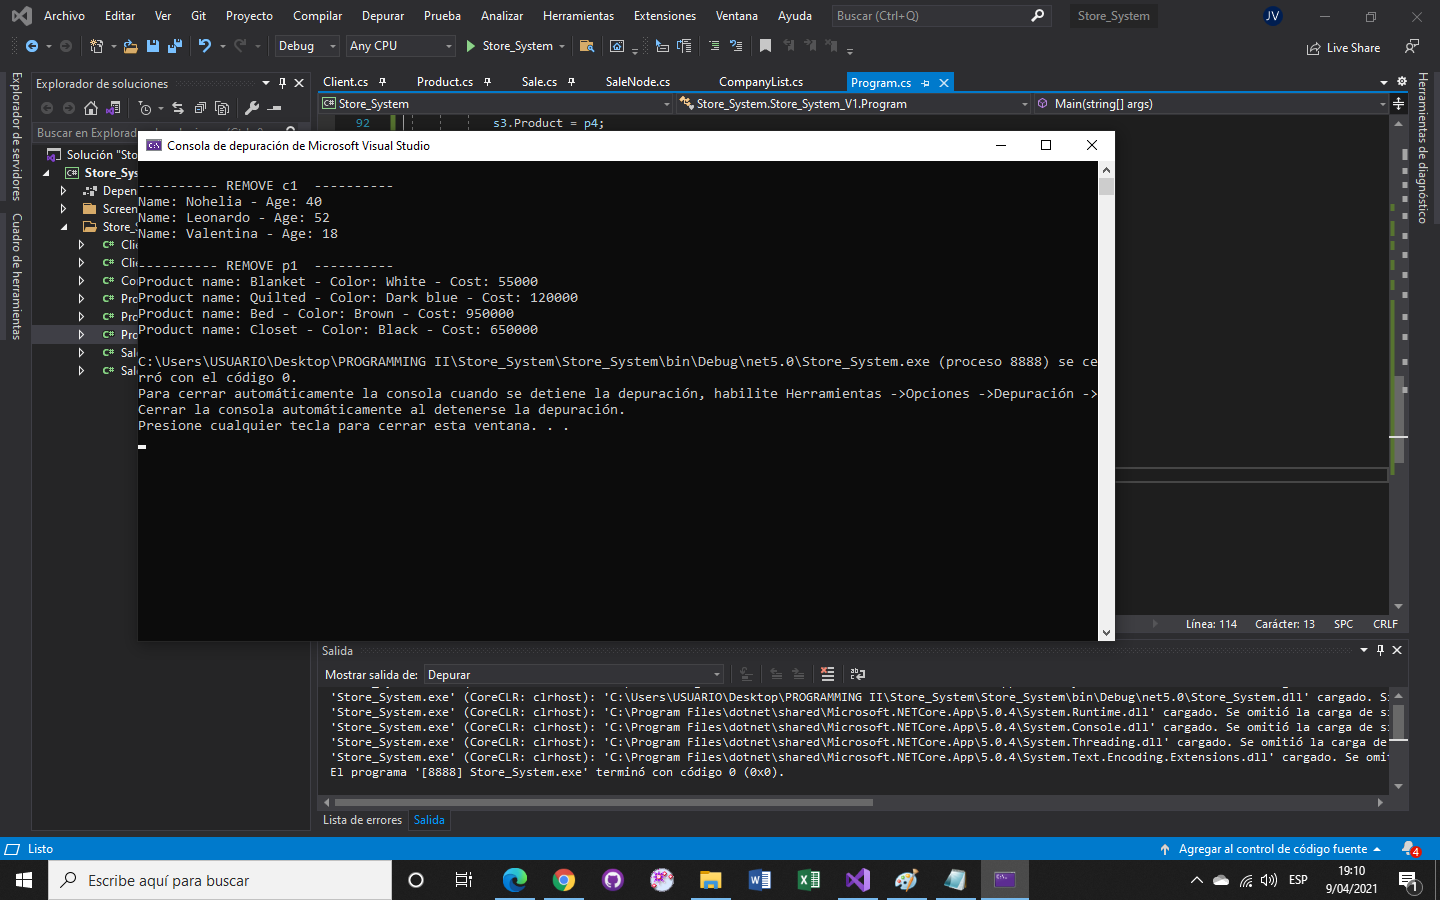 Archivo Editar Ver Git Proyecto Compilar Depurar Prueba Analizar Herramientas Extensiones Ventana Ayuda Buscar (Ctrl+Q) Store_System JV
Debug Any CPU Store_System Live Share
Explorador de servidores
Cuadro de herramientas
Explorador de soluciones
Buscar en Explorador
Solución "Sto
Store_Sys
Depen
Screen
Store_S
Clie
Clie
Co
Pro
Pro
Pro
Sal
Sal
Client.cs Product.cs Sale.cs SaleNode.cs CompanyList.cs Program.cs
Store_System Store_System.Store_System_V1.Program Main(string[] args)
92 s3.Product = p4;
Herramientas de diagnóstico
Consola de depuración de Microsoft Visual Studio
---------- REMOVE c1 ----------
Name: Nohelia - Age: 40
Name: Leonardo - Age: 52
Name: Valentina - Age: 18
---------- REMOVE p1 ----------
Product name: Blanket - Color: White - Cost: 55000
Product name: Quilted - Color: Dark blue - Cost: 120000
Product name: Bed - Color: Brown - Cost: 950000
Product name: Closet - Color: Black - Cost: 650000
C:\Users\USUARIO\Desktop\PROGRAMMING II\Store_System\Store_System\bin\Debug\net5.0\Store_System.exe (proceso 8888) se ce
rró con el código 0.
Para cerrar automáticamente la consola cuando se detiene la depuración, habilite Herramientas ->Opciones ->Depuración ->
Cerrar la consola automáticamente al detenerse la depuración.
Presione cualquier tecla para cerrar esta ventana. . .
Línea: 114 Carácter: 13 SPC CRLF
Salida
Mostrar salida de: Depurar
'Store_System.exe' (CoreCLR: clrhost): 'C:\Users\USUARIO\Desktop\PROGRAMMING II\Store_System\Store_System\bin\Debug\net5.0\Store_System.dll' cargado. S
'Store_System.exe' (CoreCLR: clrhost): 'C:\Program Files\dotnet\shared\Microsoft.NETCore.App\5.0.4\System.Runtime.dll' cargado. Se omitió la carga de s
'Store_System.exe' (CoreCLR: clrhost): 'C:\Program Files\dotnet\shared\Microsoft.NETCore.App\5.0.4\System.Console.dll' cargado. Se omitió la carga de s
'Store_System.exe' (CoreCLR: clrhost): 'C:\Program Files\dotnet\shared\Microsoft.NETCore.App\5.0.4\System.Threading.dll' cargado. Se omitió la carga de
'Store_System.exe' (CoreCLR: clrhost): 'C:\Program Files\dotnet\shared\Microsoft.NETCore.App\5.0.4\System.Text.Encoding.Extensions.dll' cargado. Se omi
El programa '[8888] Store_System.exe' terminó con código 0 (0x0).
Lista de errores Salida
Listo Agregar al control de código fuente 4
Escribe aquí para buscar ESP 19:10
9/04/2021 1